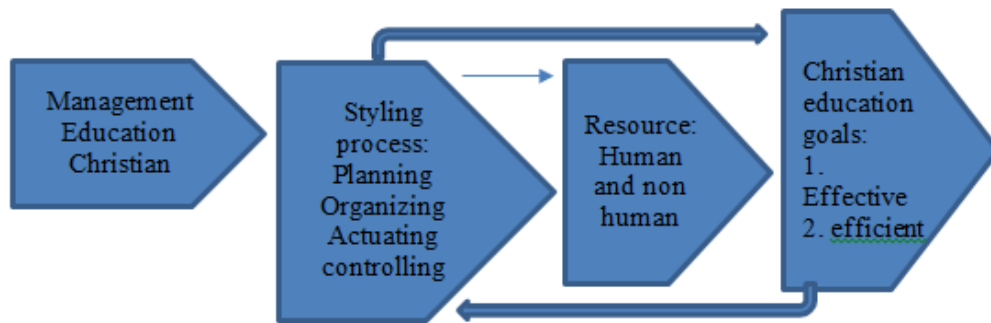 Management
Education
Christian
Styling
process:
Planning
Organizing
Actuating
controlling
Resource:
Human
and non
human
Christian
education
goals:
1.
Effective
2. efficient